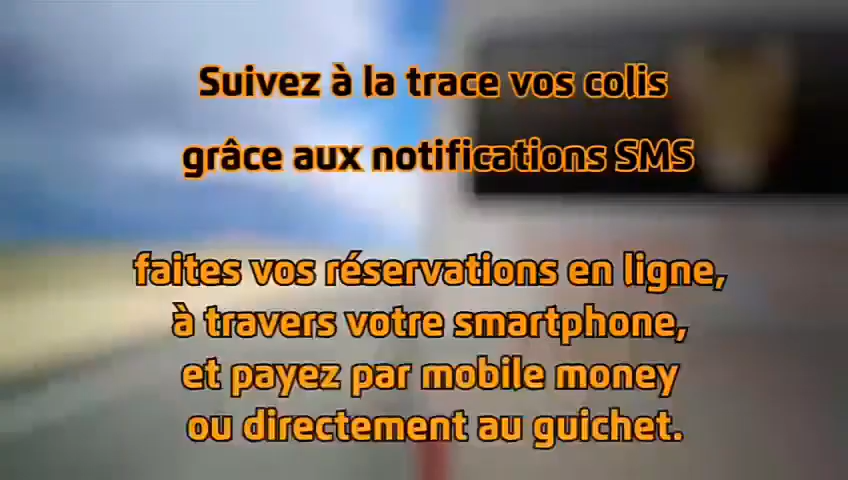 Suivez à la trace vos colis
grâce aux notifications SMS
faites vos réservations en ligne,
à travers votre smartphone,
et payez par mobile money
ou directement au guichet.